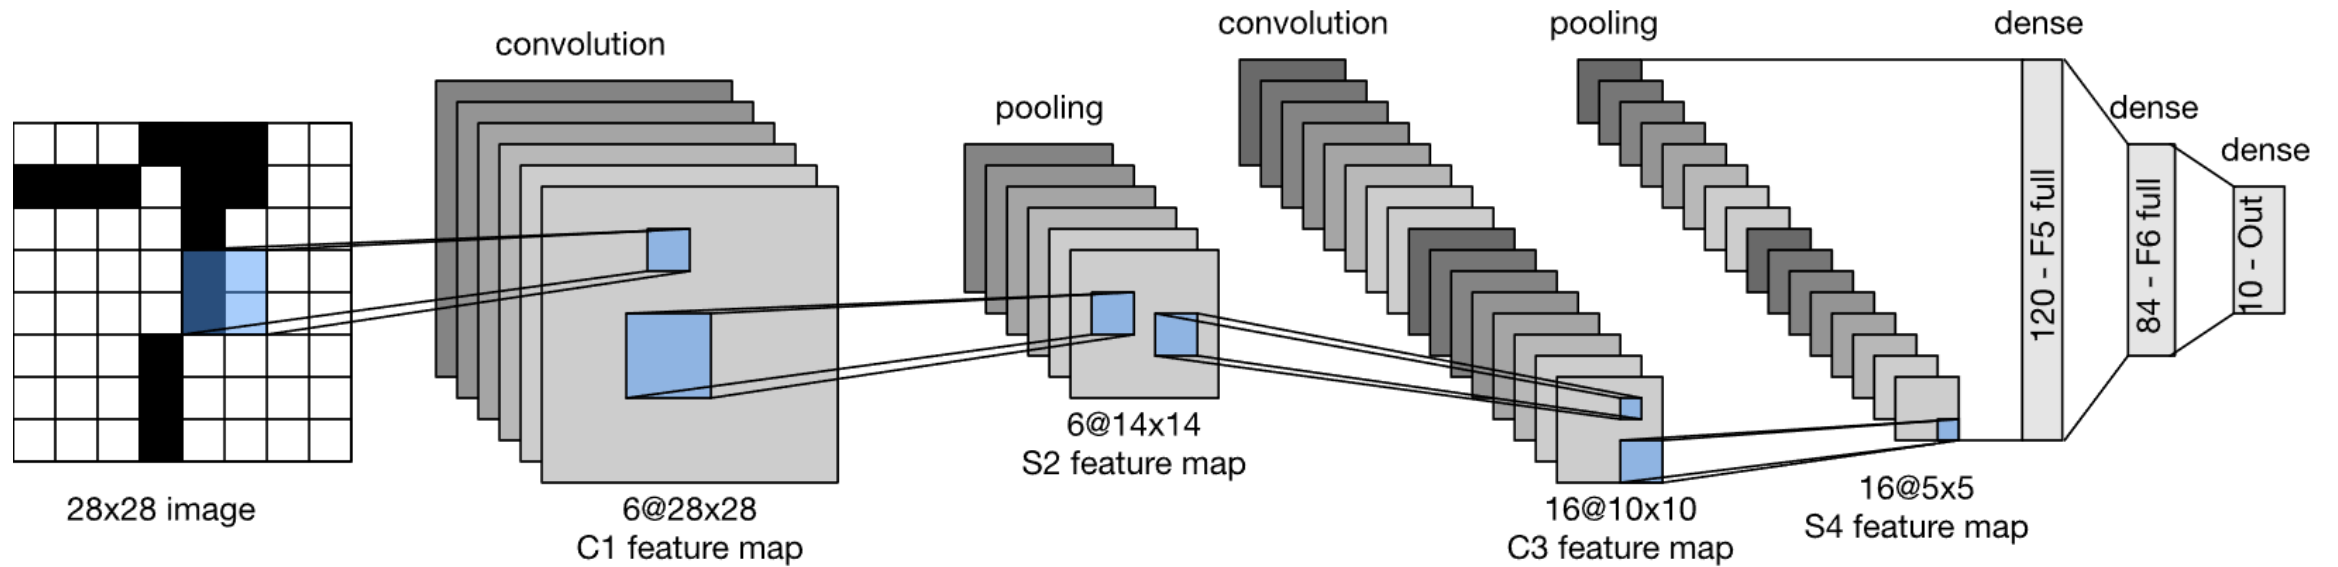 convolution
pooling
convolution
pooling
dense
dense
dense
28x28 image
6@28x28
C1 feature map
6@14x14
S2 feature map
16@10x10
C3 feature map
16@5x5
S4 feature map
120 - F5 full
84 - F6 full
10 - Out